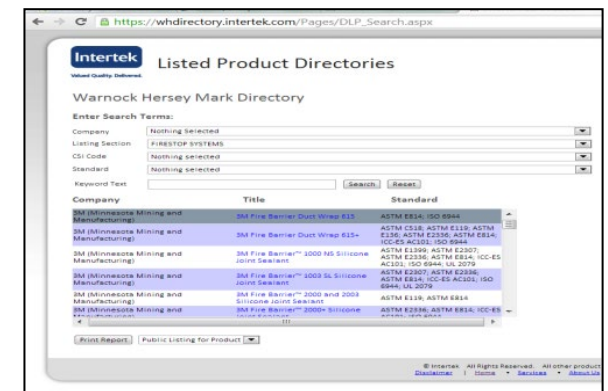 https://whdirectory.intertek.com/Pages/DLP_Search.aspx
Intertek
Valued Quality. Delivered.
Listed Product Directories
Warnock Hersey Mark Directory
Enter Search Terms:
Company Nothing Selected
Listing Section FIRESTOP SYSTEMS
CSI Code Nothing selected
Standard Nothing selected
Keyword Text Search Reset
Company Title Standard
3M (Minnesota Mining and Manufacturing) 3M Fire Barrier Duct Wrap 615 ASTM E814; ISO 6944
3M (Minnesota Mining and Manufacturing) 3M Fire Barrier Duct Wrap 615+ ASTM C518; ASTM E119; ASTM E136; ASTM E2336; ASTM E814; ICC-ES AC101; ISO 6944
3M (Minnesota Mining and Manufacturing) 3M Fire Barrier™ 1000 NS Silicone Joint Sealant ASTM E1399; ASTM E2307; ASTM E2336; ASTM E814; ICC-ES AC101; ISO 6944; UL 2079
3M (Minnesota Mining and Manufacturing) 3M Fire Barrier™ 1003 SL Silicone Joint Sealant ASTM E2307; ASTM E2336; ASTM E814; ICC-ES AC101; ISO 6944; UL 2079
3M (Minnesota Mining and Manufacturing) 3M Fire Barrier™ 2000 and 2003 Silicone Joint Sealant ASTM E119; ASTM E814
3M (Minnesota Mining and 3M Fire Barrier™ 2000+ Silicone ASTM E2336; ASTM E814; ICC-ES
Print Report Public Listing for Product
© Intertek All Rights Reserved. All other product
Disclaimer | Home • Services • About Us